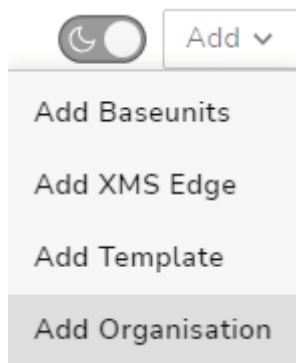 Add
Add Baseunits
Add XMS Edge
Add Template
Add Organisation